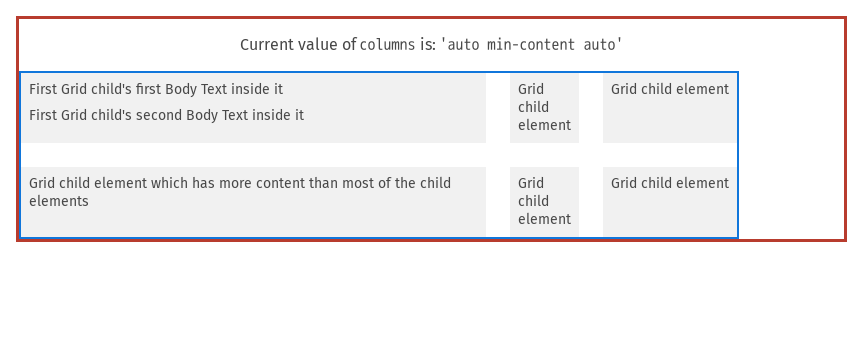 Current value of columns is: 'auto min-content auto'
First Grid child's first Body Text inside it
First Grid child's second Body Text inside it
Grid
child
element
Grid child element
Grid child element which has more content than most of the child
elements
Grid
child
element
Grid child element